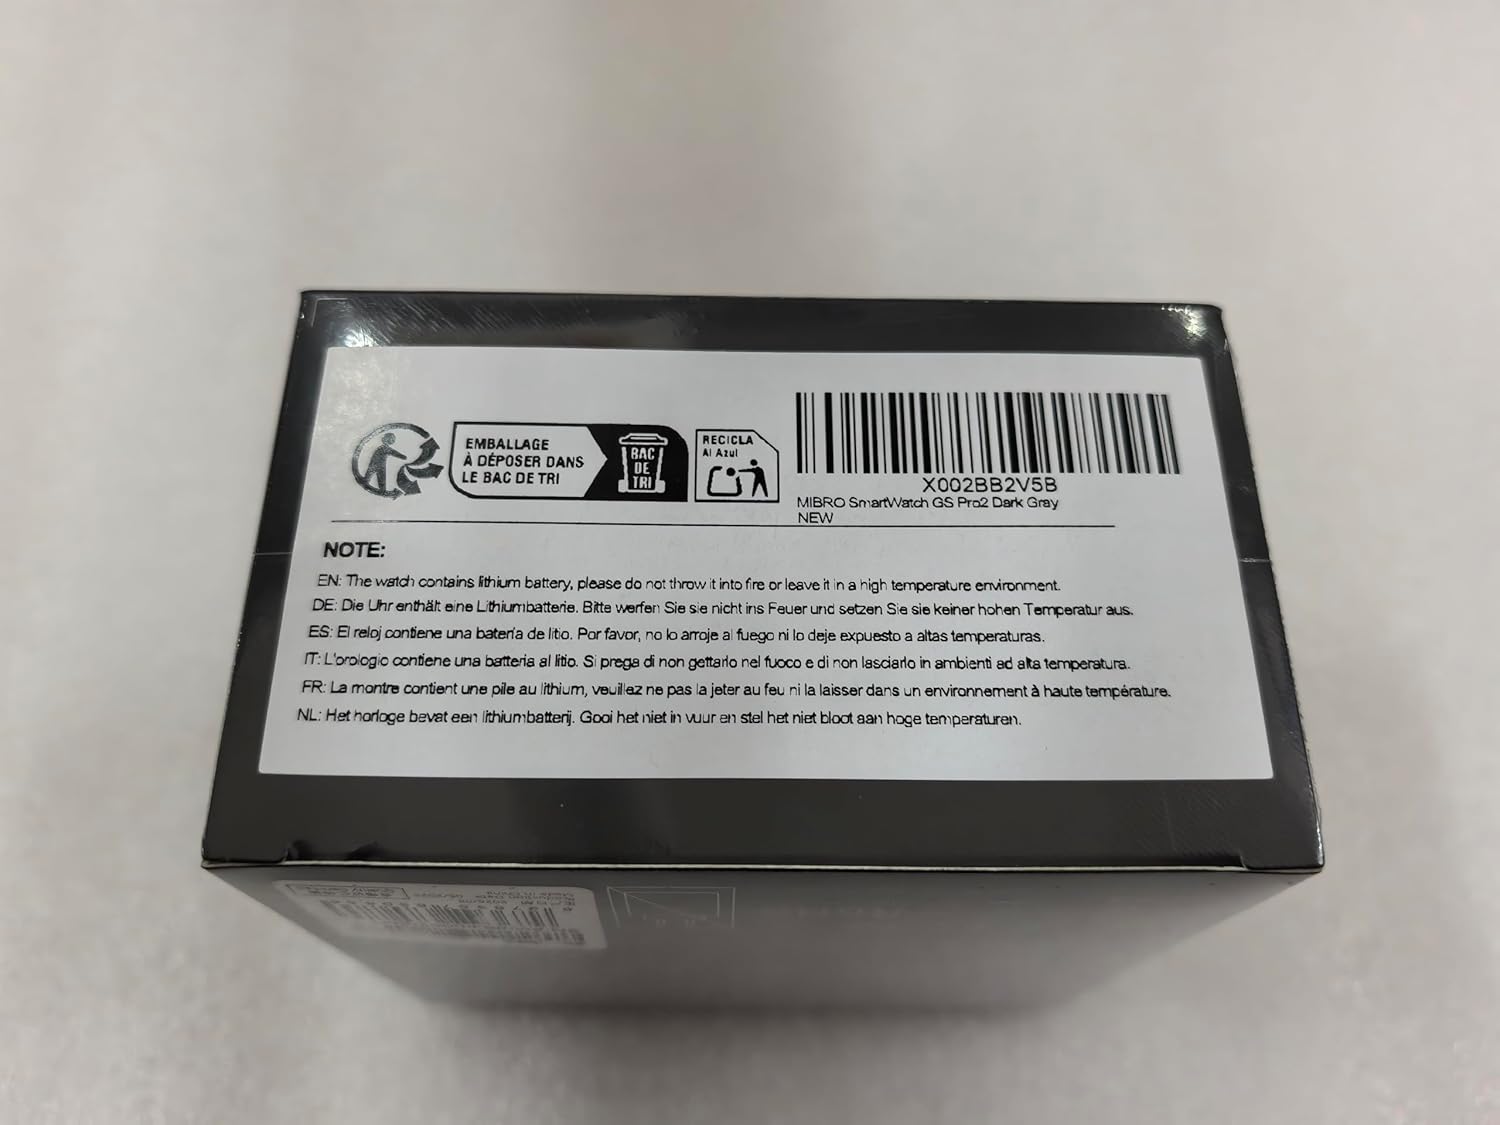 EMBALLAGE
À DÉPOSER DANS
LE BAC DE TRI
BAC
DE
TRI
RECICLA
Al Azul
X002BB2V5B
MIBRO SmartWatch GS Pro2 Dark Gray
NEW
NOTE:
EN: The watch contains lithium battery, please do not throw it into fire or leave it in a high temperature environment.
DE: Die Uhr enthält eine Lithiumbatterie. Bitte werfen Sie sie nicht ins Feuer und setzen Sie sie keiner hohen Temperatur aus.
ES: El reloj contiene una batería de litio. Por favor, no lo arroje al fuego ni lo deje expuesto a altas temperaturas.
IT: L'orologio contiene una batteria al litio. Si prega di non gettarlo nel fuoco e di non lasciarlo in ambienti ad alta temperatura.
FR: La montre contient une pile au lithium, veuillez ne pas la jeter au feu ni la laisser dans un environnement à haute température.
NL: Het horloge bevat een lithiumbatterij. Gooi het niet in vuur en stel het niet bloot aan hoge temperaturen.
Made in China
Production Date